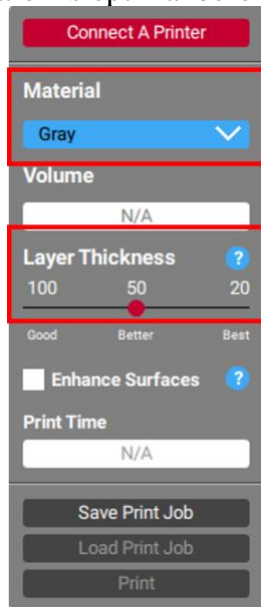 Connect A Printer
Material
Gray
Volume
N/A
Layer Thickness ?
100 50 20
Good Better Best
Enhance Surfaces ?
Print Time
N/A
Save Print Job
Load Print Job
Print